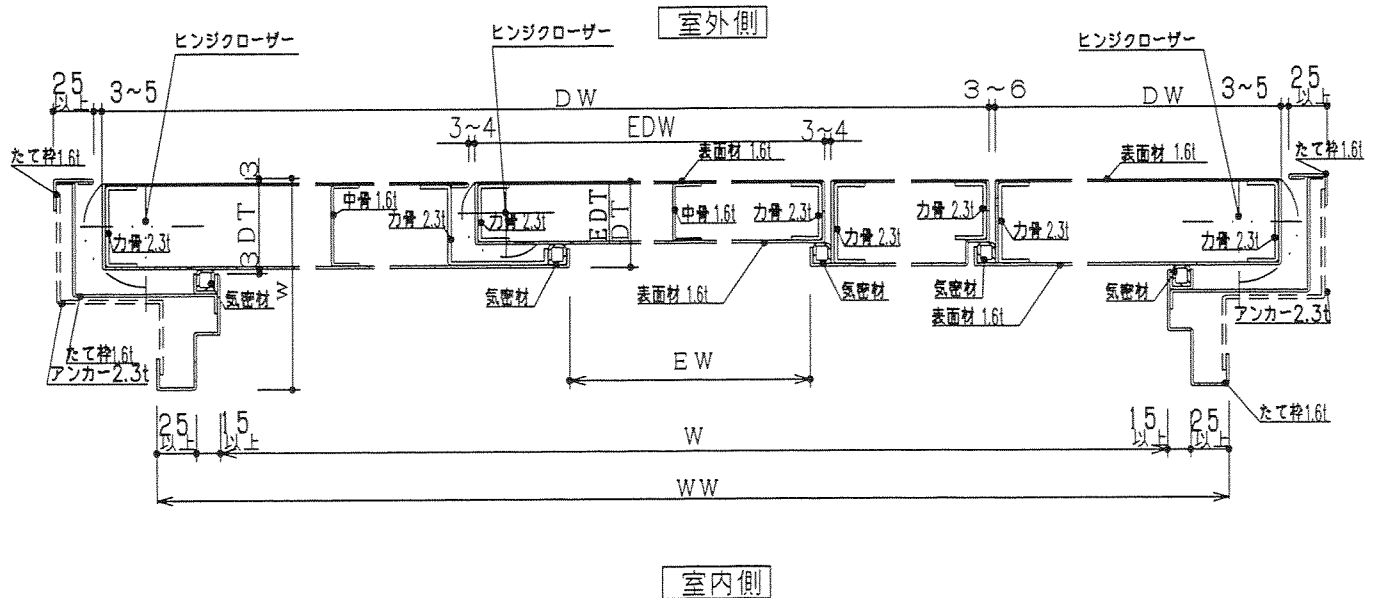 室外側
ヒンジクローザー
ヒンジクローザー
ヒンジクローザー
25
以上
3~5
DW
3~6
DW
3~5
25
以上
3~4
EDW
3~4
たて枠1.6t
表面材 1.6t
表面材 1.6t
たて枠1.6t
3
DT
3
W
力骨 2.3t
中骨 1.6t
力骨 2.3t
力骨 2.3t
EDT
DT
中骨 1.6t
力骨 2.3t
力骨 2.3t
力骨 2.3t
力骨 2.3t
力骨 2.3t
気密材
気密材
表面材 1.6t
気密材
気密材
表面材 1.6t
気密材
アンカー2.3t
たて枠1.6t
アンカー2.3t
EW
たて枠1.6t
25
以上
15
以上
W
15
以上
25
以上
WW
室内側